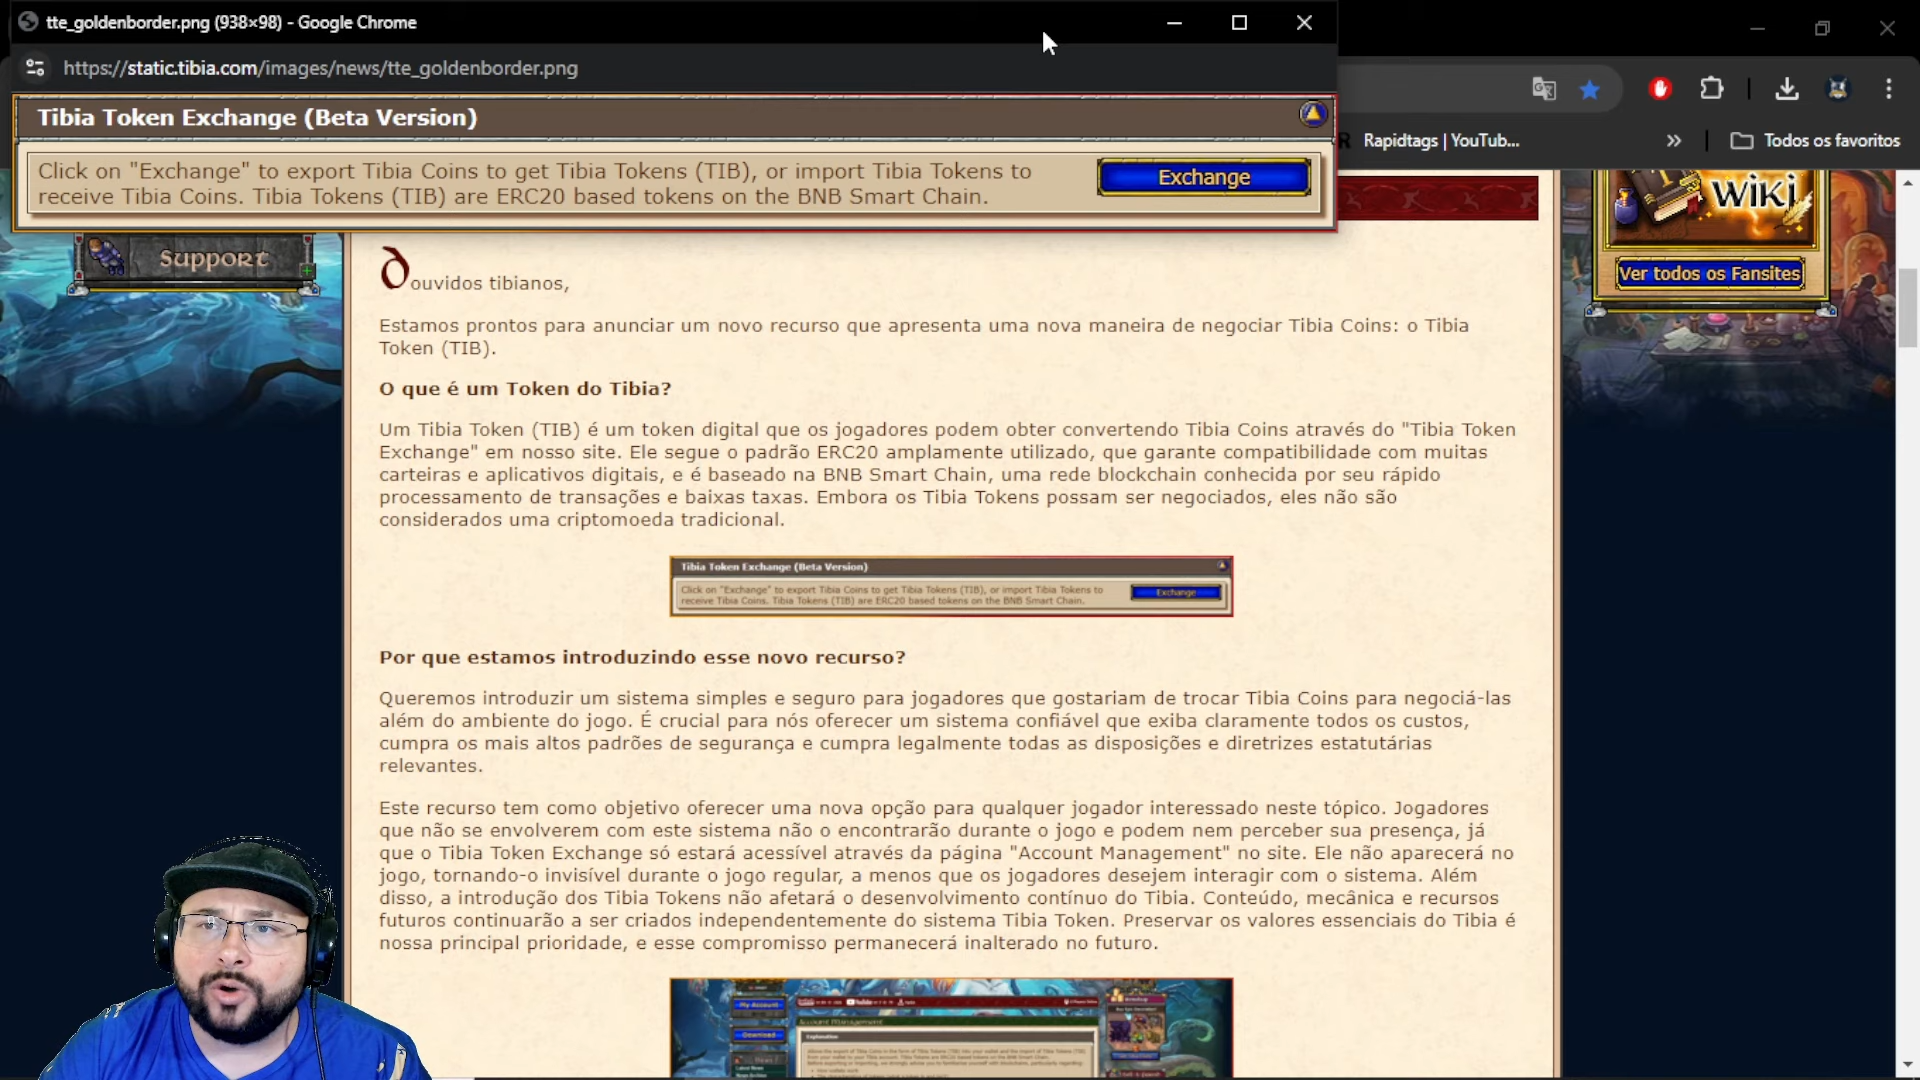 tte_goldenborder.png (938×98) - Google Chrome
https://static.tibia.com/images/news/tte_goldenborder.png
Rapidtags | YouTub...
»
Todos os favoritos
Tibia Token Exchange (Beta Version)
Click on "Exchange" to export Tibia Coins to get Tibia Tokens (TIB), or import Tibia Tokens to
receive Tibia Coins. Tibia Tokens (TIB) are ERC20 based tokens on the BNB Smart Chain.
Exchange
Support
Wiki
Ver todos os Fansites
douvidos tibianos,
Estamos prontos para anunciar um novo recurso que apresenta uma nova maneira de negociar Tibia Coins: o Tibia
Token (TIB).
O que é um Token do Tibia?
Um Tibia Token (TIB) é um token digital que os jogadores podem obter convertendo Tibia Coins através do "Tibia Token
Exchange" em nosso site. Ele segue o padrão ERC20 amplamente utilizado, que garante compatibilidade com muitas
carteiras e aplicativos digitais, e é baseado na BNB Smart Chain, uma rede blockchain conhecida por seu rápido
processamento de transações e baixas taxas. Embora os Tibia Tokens possam ser negociados, eles não são
considerados uma criptomoeda tradicional.
Tibia Token Exchange (Beta Version)
Click on "Exchange" to export Tibia Coins to get Tibia Tokens (TIB), or import Tibia Tokens to
receive Tibia Coins. Tibia Tokens (TIB) are ERC20 based tokens on the BNB Smart Chain.
Exchange
Por que estamos introduzindo esse novo recurso?
Queremos introduzir um sistema simples e seguro para jogadores que gostariam de trocar Tibia Coins para negociá-las
além do ambiente do jogo. É crucial para nós oferecer um sistema confiável que exiba claramente todos os custos,
cumpra os mais altos padrões de segurança e cumpra legalmente todas as disposições e diretrizes estatutárias
relevantes.
Este recurso tem como objetivo oferecer uma nova opção para qualquer jogador interessado neste tópico. Jogadores
que não se envolverem com este sistema não o encontrarão durante o jogo e podem nem perceber sua presença, já
que o Tibia Token Exchange só estará acessível através da página "Account Management" no site. Ele não aparecerá no
jogo, tornando-o invisível durante o jogo regular, a menos que os jogadores desejem interagir com o sistema. Além
disso, a introdução dos Tibia Tokens não afetará o desenvolvimento contínuo do Tibia. Conteúdo, mecânica e recursos
futuros continuarão a ser criados independentemente do sistema Tibia Token. Preservar os valores essenciais do Tibia é
nossa principal prioridade, e esse compromisso permanecerá inalterado no futuro.
My Account
Download
Account Management